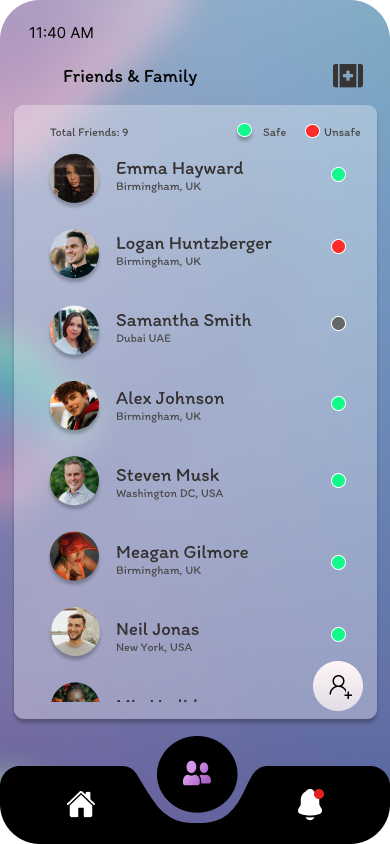 11:40 AM
Friends & Family
Total Friends: 9
Safe
Unsafe
Emma Hayward
Birmingham, UK
Logan Huntzberger
Birmingham, UK
Samantha Smith
Dubai UAE
Alex Johnson
Birmingham, UK
Steven Musk
Washington DC, USA
Meagan Gilmore
Birmingham, UK
Neil Jonas
New York, USA